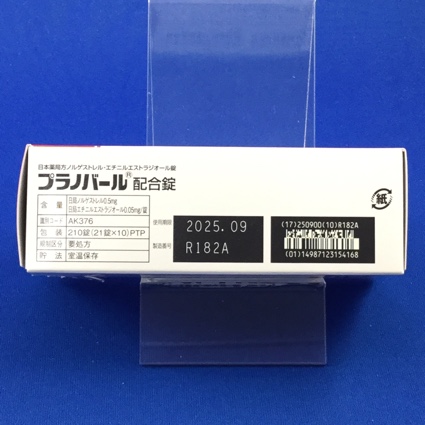 日本薬局方ノルゲストレル・エチニルエストラジオール錠
プラノバール®配合錠
含量 日局ノルゲストレル0.5mg
日局エチニルエストラジオール0.05mg/錠
識別コード AK376
包装 210錠(21錠×10)PTP
規制区分 要処方
貯法 室温保存
使用期限 2025.09
製造番号 R182A
(17)250900(10)R182A
(01)14987123154168
紙